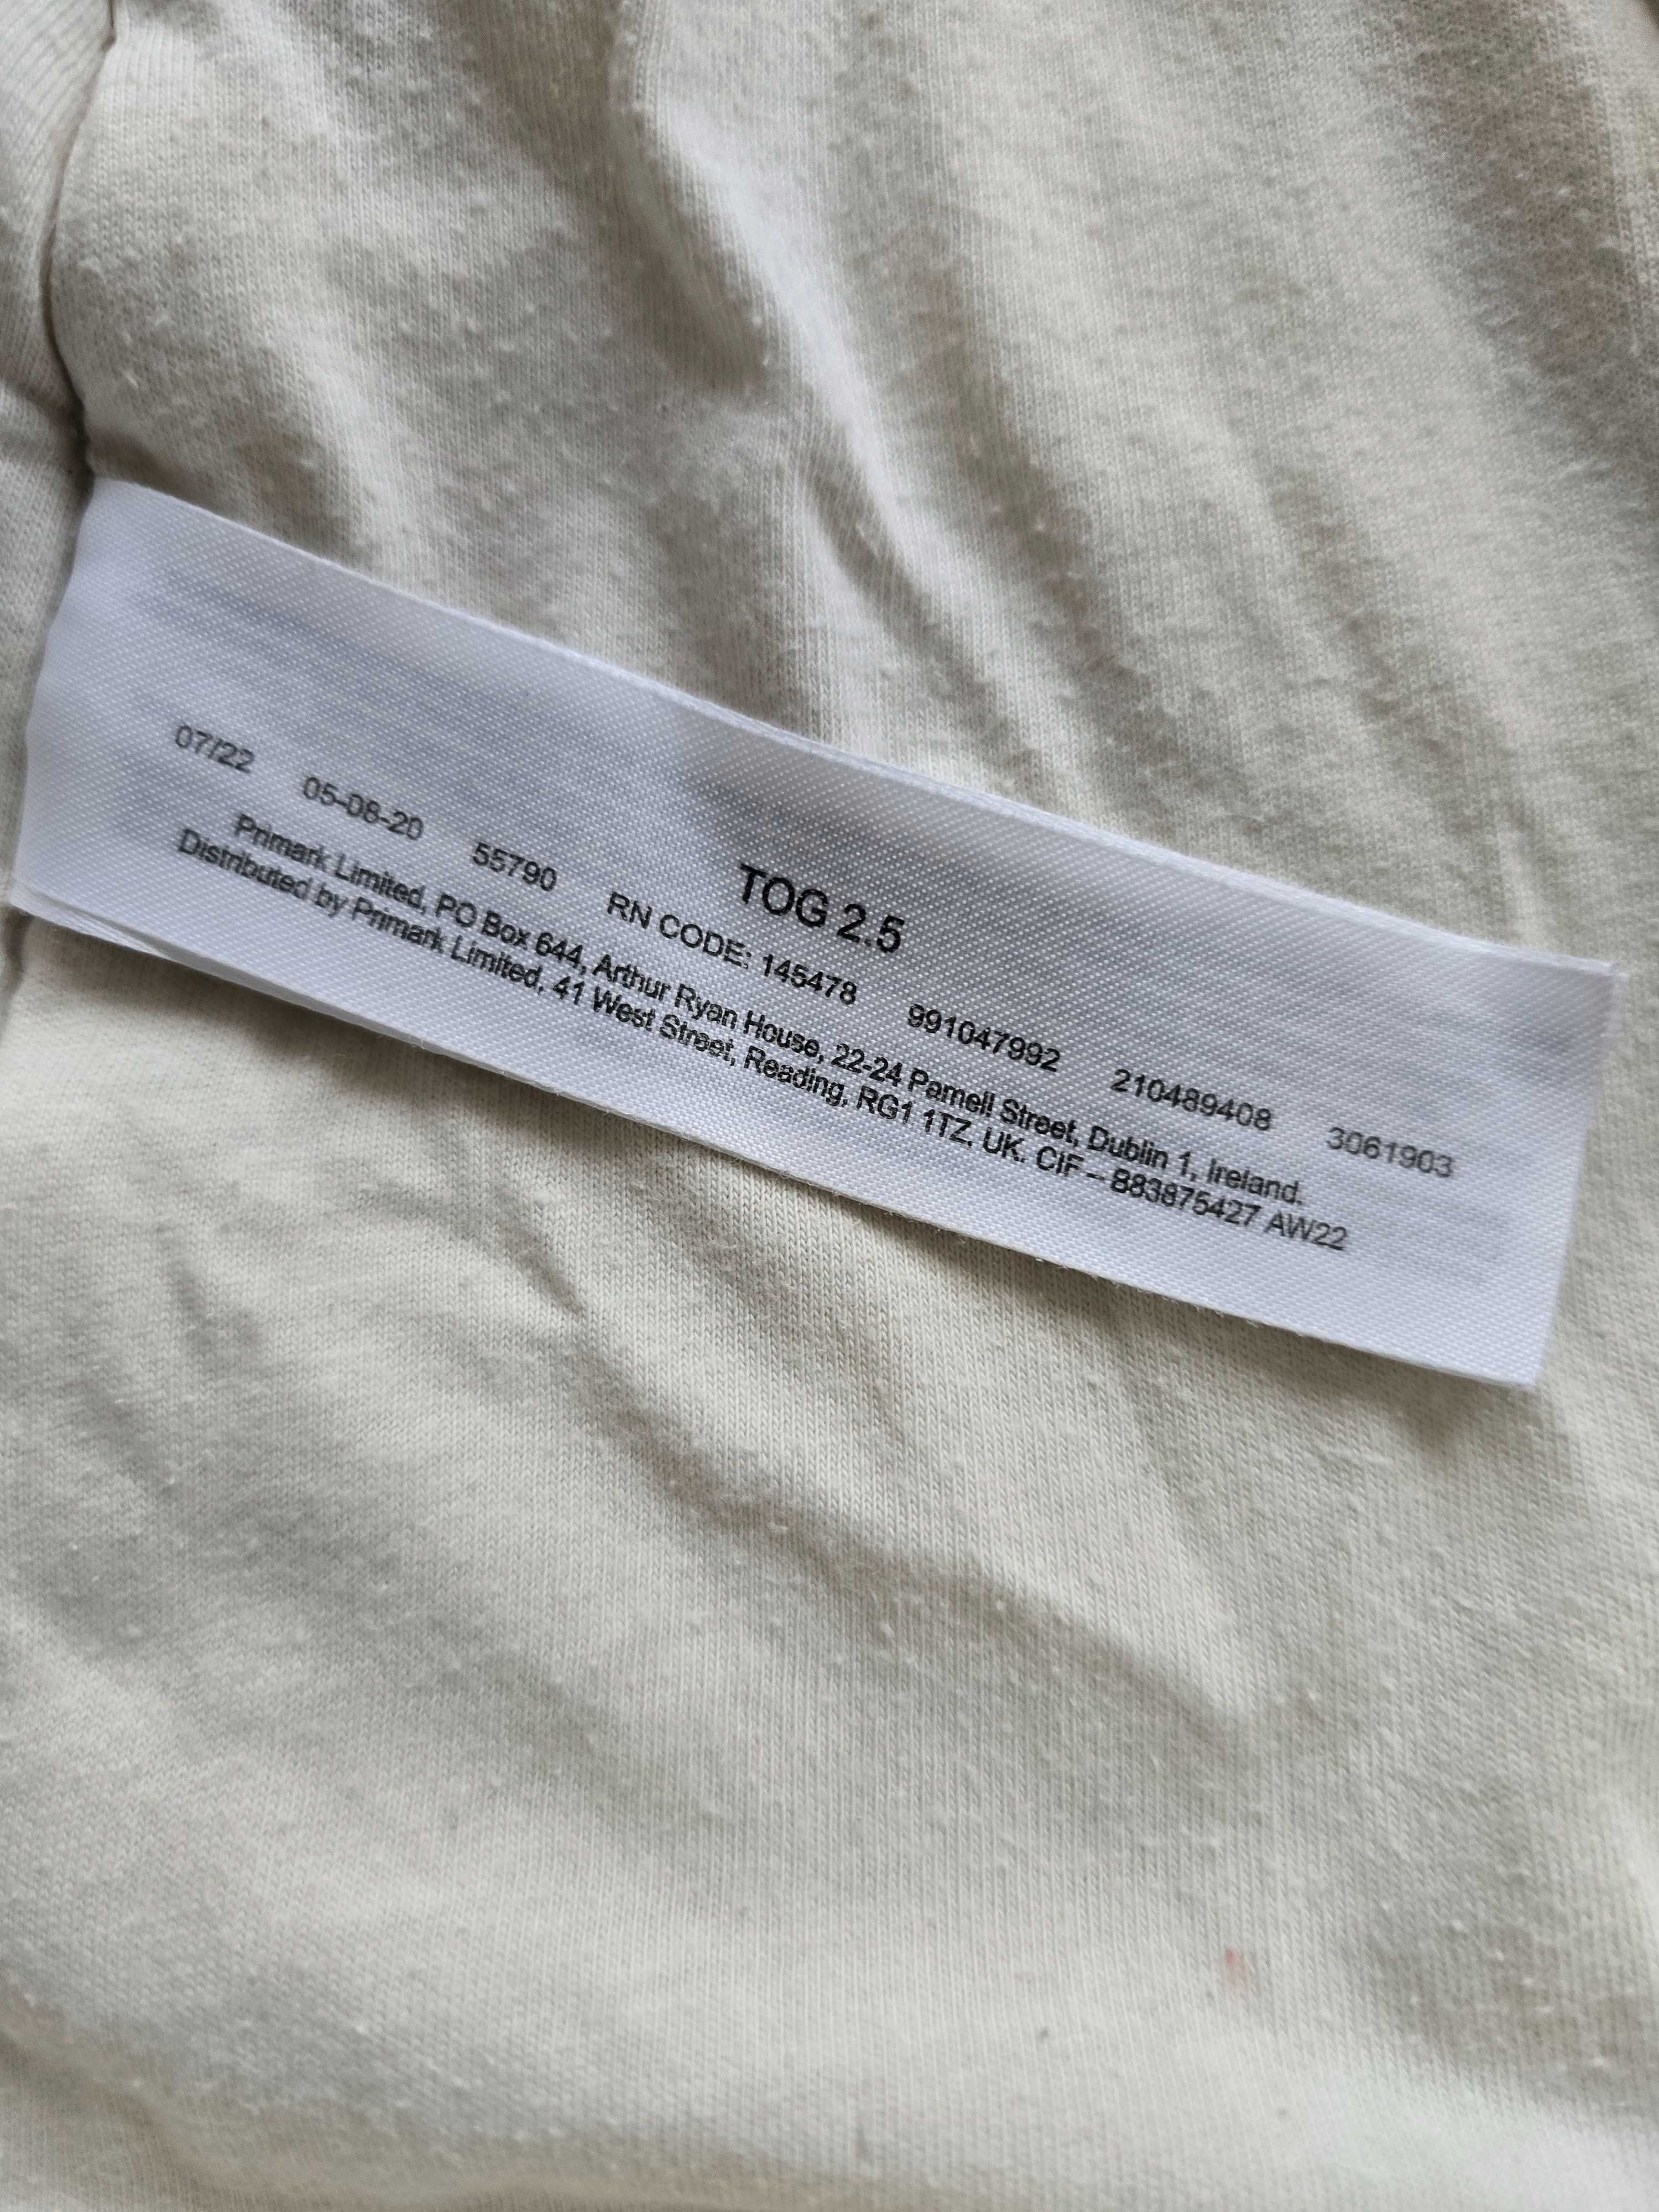 TOG 2.5
07/22 05-08-20 55790 RN CODE: 145478 991047992 210489408 3061903
Primark Limited, PO Box 644, Arthur Ryan House, 22-24 Parnell Street, Dublin 1, Ireland.
Distributed by Primark Limited, 41 West Street, Reading, RG1 1TZ, UK. CIF – B83875427 AW22